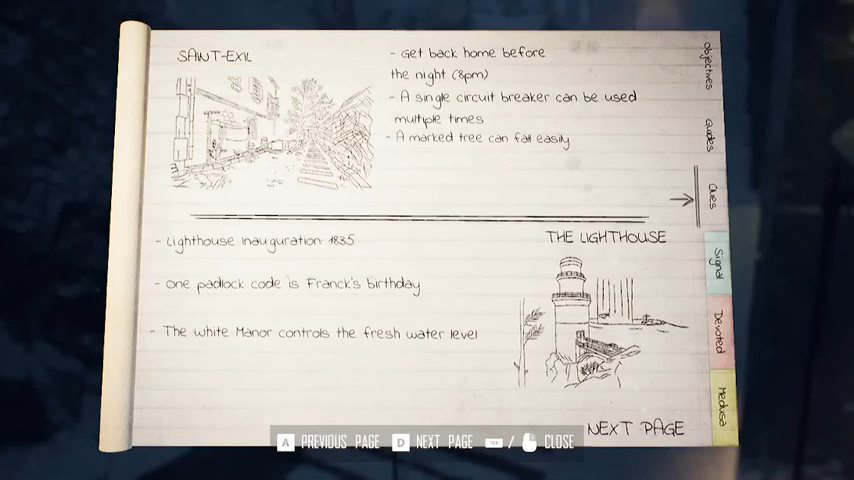 SAINT-EXIL
- Get back home before
the night (8pm)
- A single circuit breaker can be used
multiple times
- A marked tree can fall easily
- Lighthouse inauguration: 1835
- One padlock code is Franck's birthday
- The White Manor controls the fresh water level
THE LIGHTHOUSE
NEXT PAGE
Objectives
Guides
Clues
Signal
Devoted
Medusa
A PREVIOUS PAGE D NEXT PAGE / CLOSE